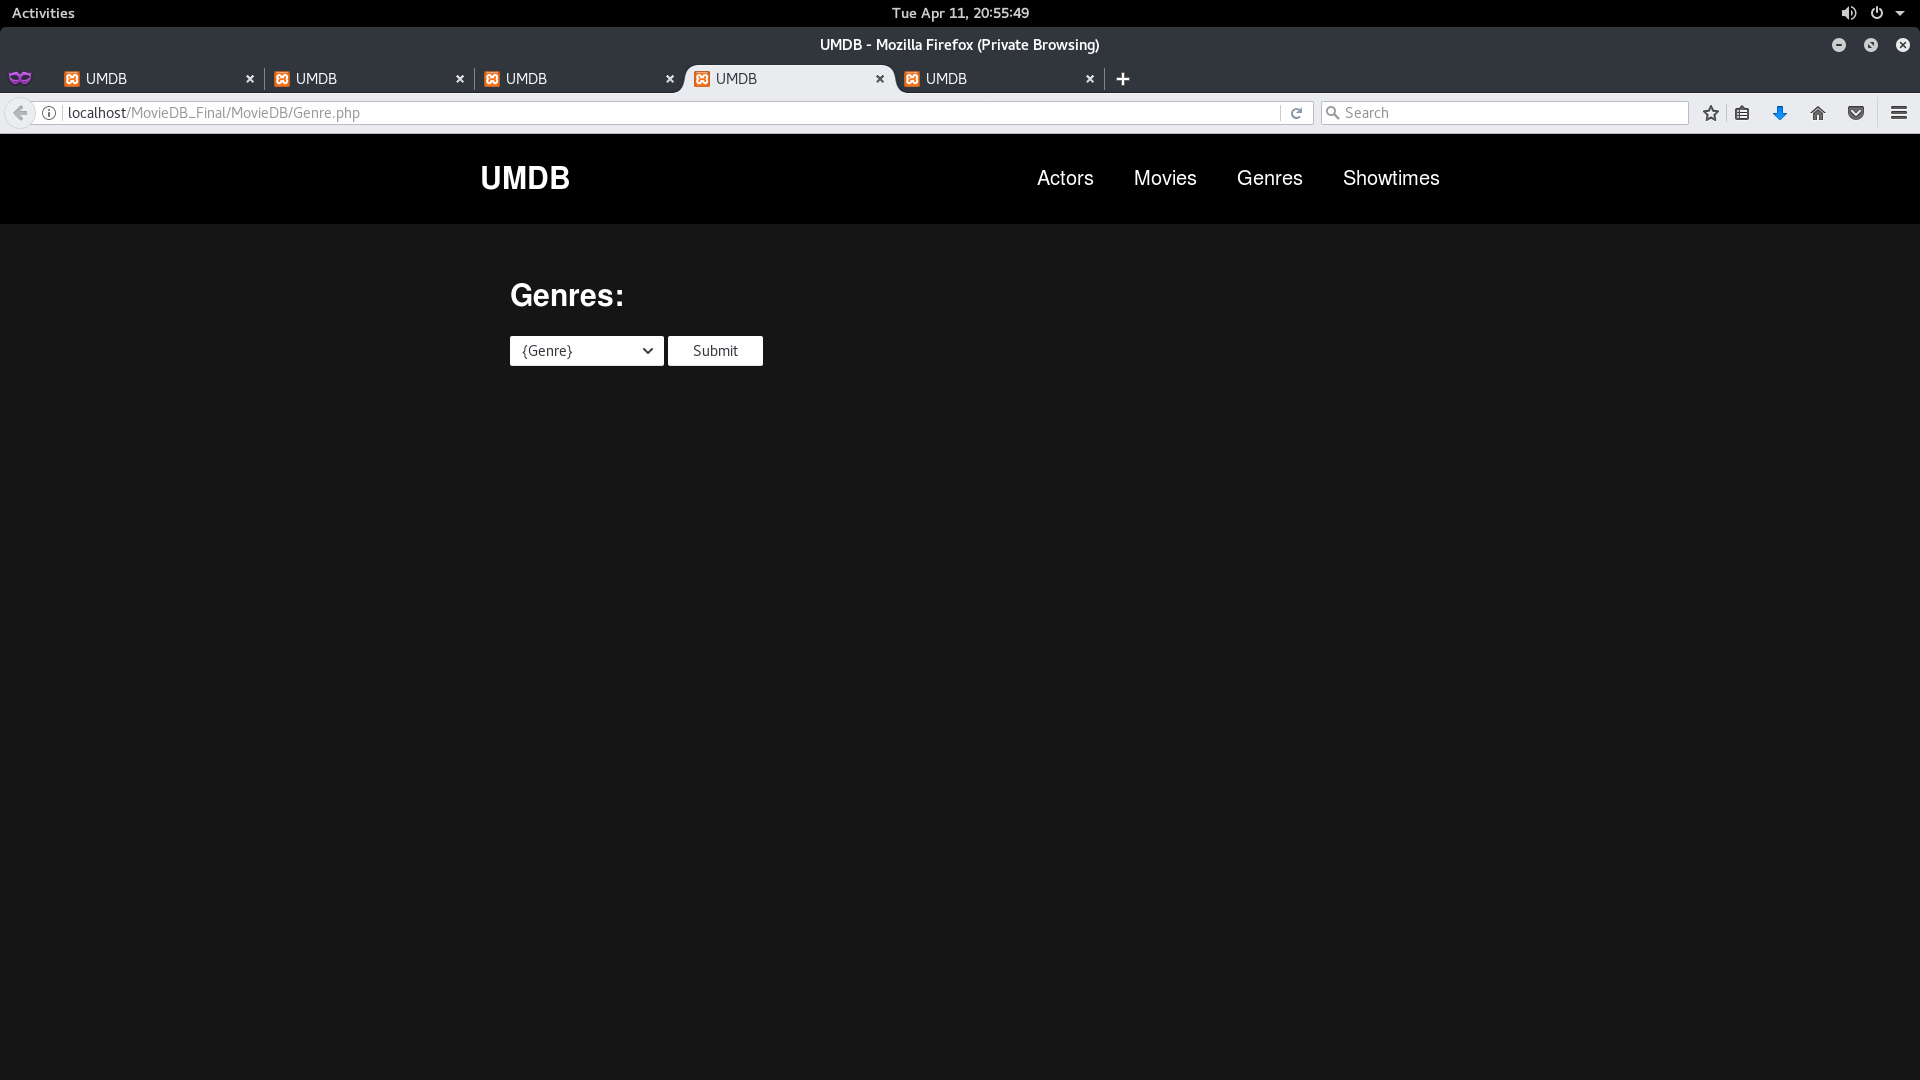 Activities
Tue Apr 11, 20:55:49
UMDB - Mozilla Firefox (Private Browsing)
UMDB
UMDB
UMDB
UMDB
UMDB
localhost/MovieDB_Final/MovieDB/Genre.php
Search
UMDB
Actors
Movies
Genres
Showtimes
Genres:
{Genre}
Submit